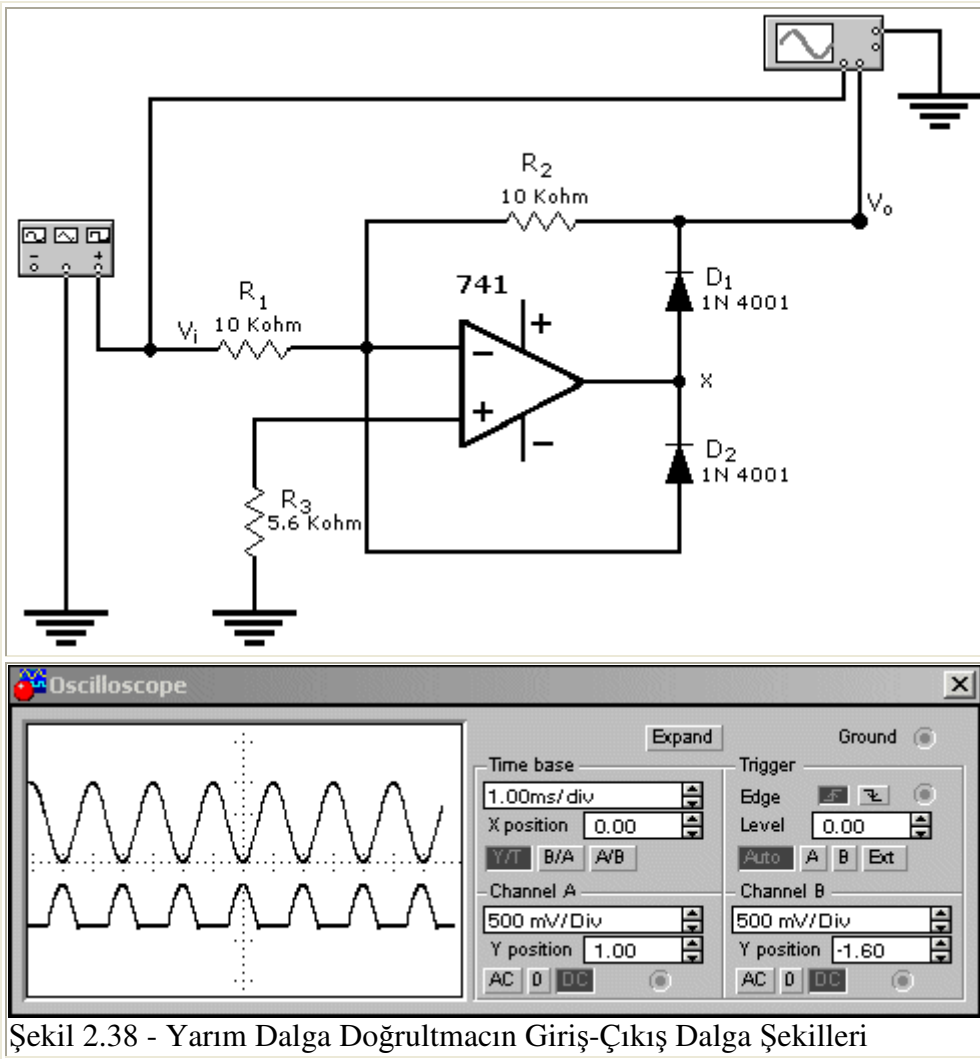 R2
10 Kohm
Vo
741
D1
1N 4001
R1
10 Kohm
Vi
- +
+
-
+
-
x
D2
1N 4001
R3
5.6 Kohm
Oscilloscope
Expand
Ground
Time base
1.00ms/div
X position 0.00
Y/T B/A A/B
Trigger
Edge
Level 0.00
Auto A B Ext
Channel A
500 mV/Div
Y position 1.00
AC 0 DC
Channel B
500 mV/Div
Y position -1.60
AC 0 DC
Şekil 2.38 - Yarım Dalga Doğrultmacın Giriş-Çıkış Dalga Şekilleri